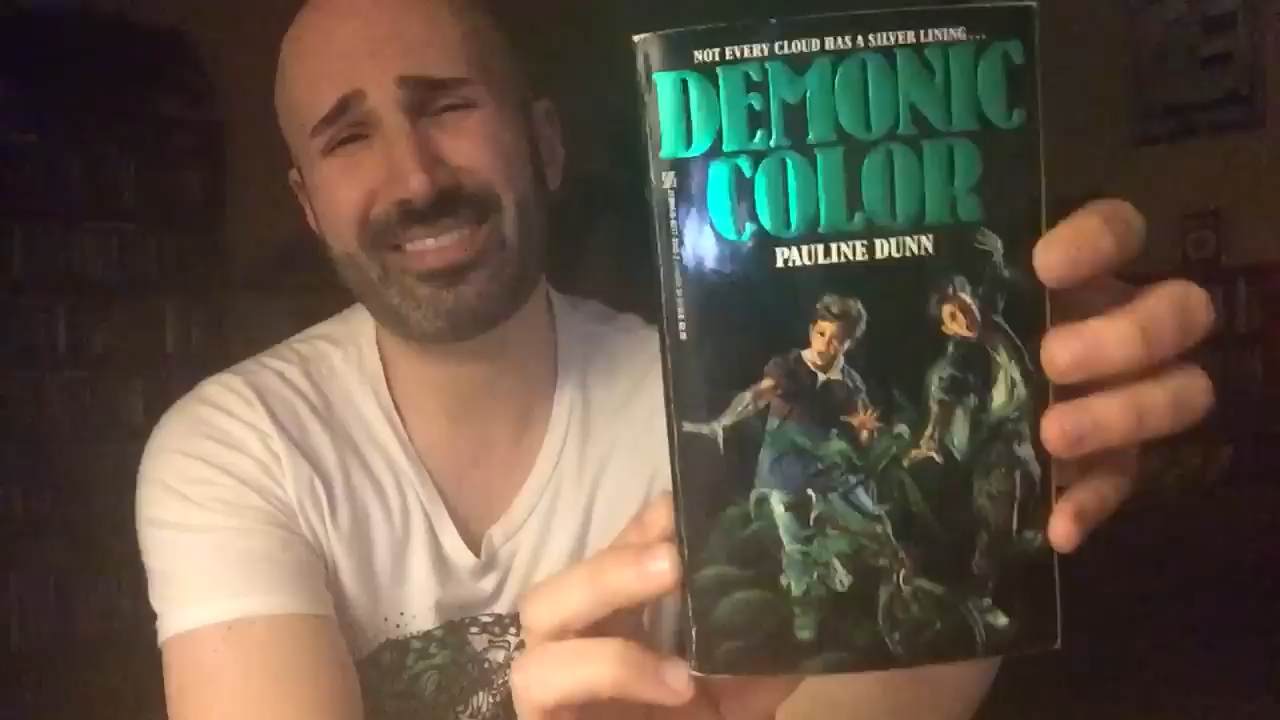 NOT EVERY CLOUD HAS A SILVER LINING...
DEMONIC
COLOR
PAULINE DUNN